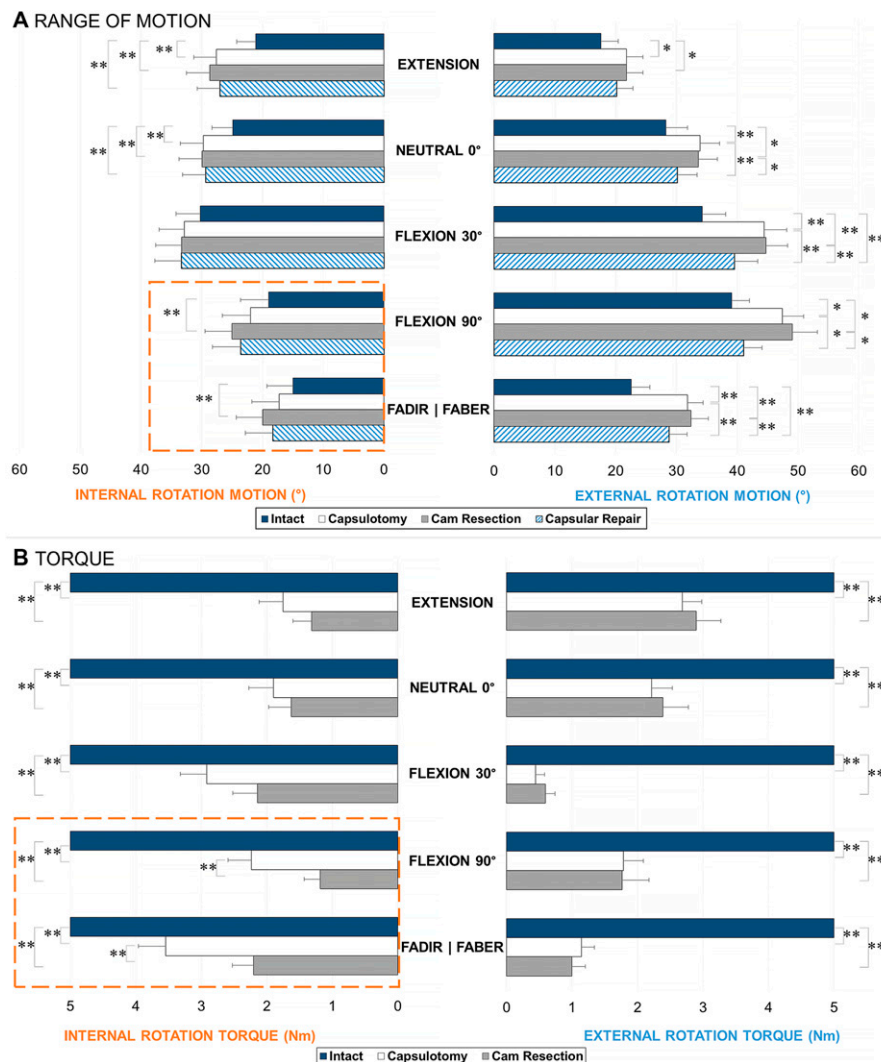 A RANGE OF MOTION
** ** ** EXTENSION * *
** ** ** NEUTRAL 0° ** * ** *
FLEXION 30° ** ** ** ** **
** FLEXION 90° * * * *
** FADIR | FABER ** ** ** ** **
60 50 40 30 20 10 0 0 10 20 30 40 50 60
INTERNAL ROTATION MOTION (°) EXTERNAL ROTATION MOTION (°)
Intact Capsulotomy Cam Resection Capsular Repair
B TORQUE
** ** EXTENSION ** **
** ** NEUTRAL 0° ** **
** ** FLEXION 30° ** **
** ** ** FLEXION 90° ** **
** ** ** FADIR | FABER ** **
5 4 3 2 1 0 0 1 2 3 4 5
INTERNAL ROTATION TORQUE (Nm) EXTERNAL ROTATION TORQUE (Nm)
Intact Capsulotomy Cam Resection